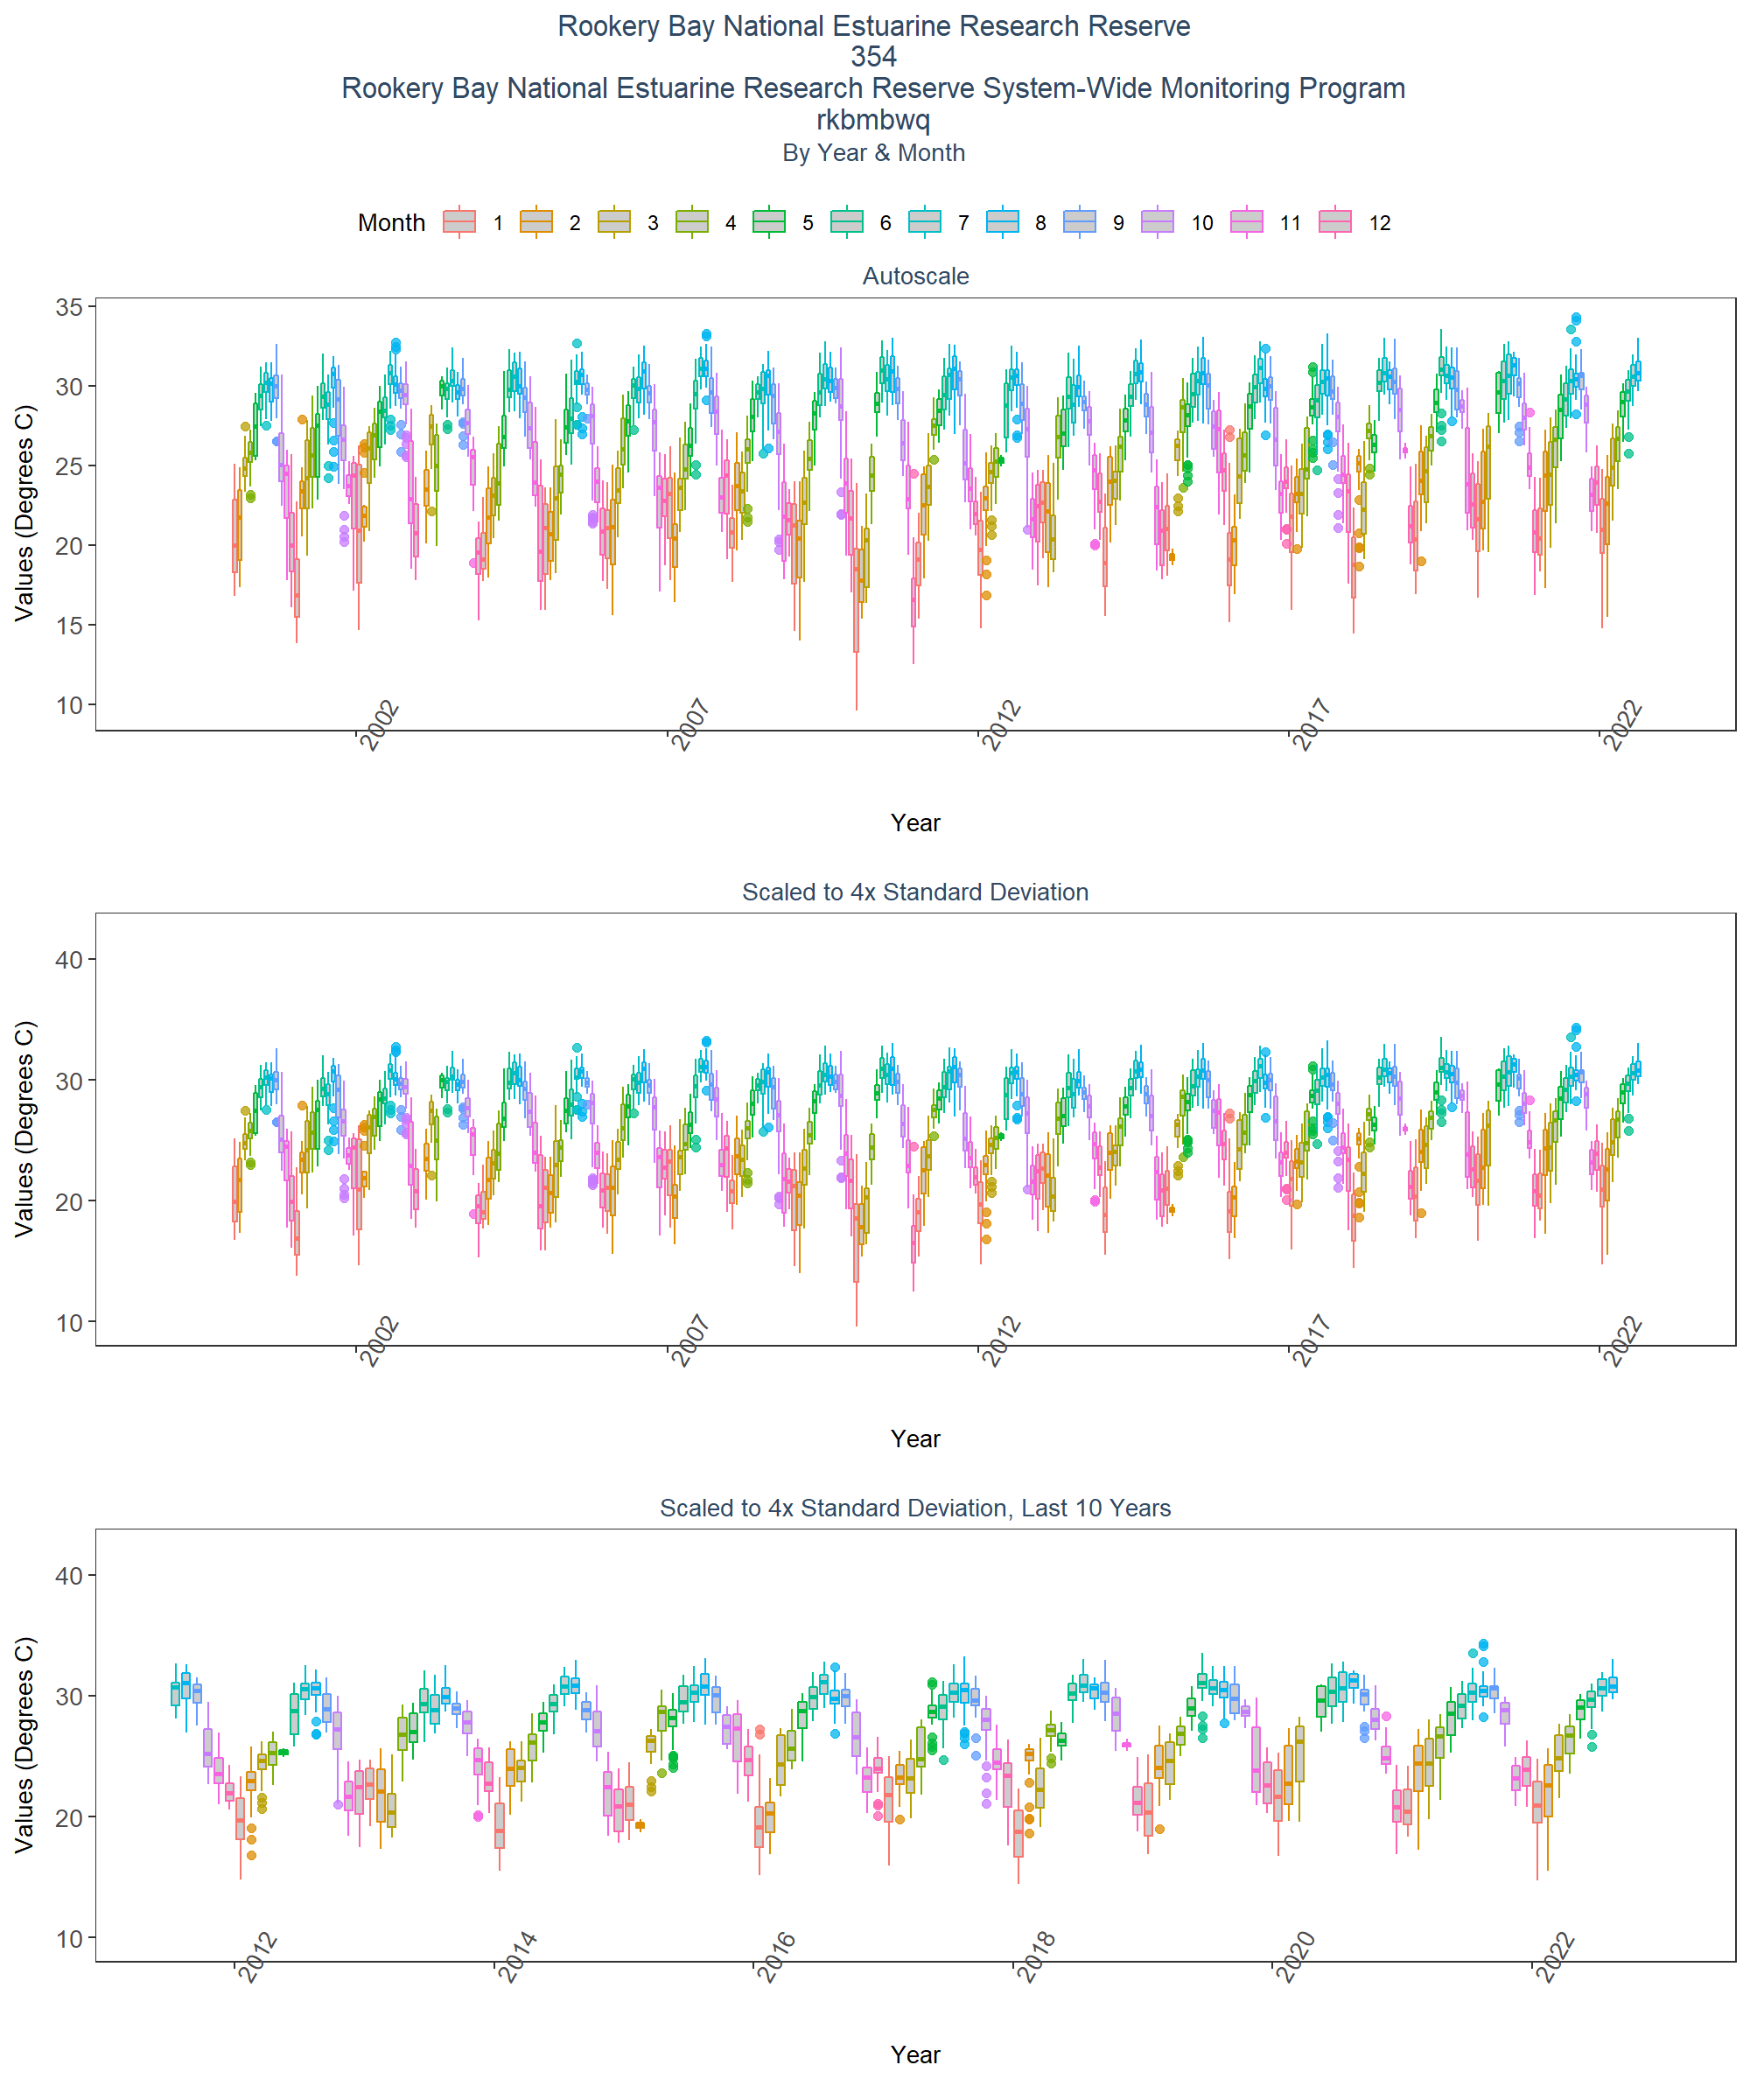 Rookery Bay National Estuarine Research Reserve
354
Rookery Bay National Estuarine Research Reserve System-Wide Monitoring Program
rkbmbwq
By Year & Month
Month 1 2 3 4 5 6 7 8 9 10 11 12
Autoscale
Values (Degrees C)
35
30
25
20
15
10
2002 2007 2012 2017 2022
Year
Scaled to 4x Standard Deviation
Values (Degrees C)
40
30
20
10
2002 2007 2012 2017 2022
Year
Scaled to 4x Standard Deviation, Last 10 Years
Values (Degrees C)
40
30
20
10
2012 2014 2016 2018 2020 2022
Year